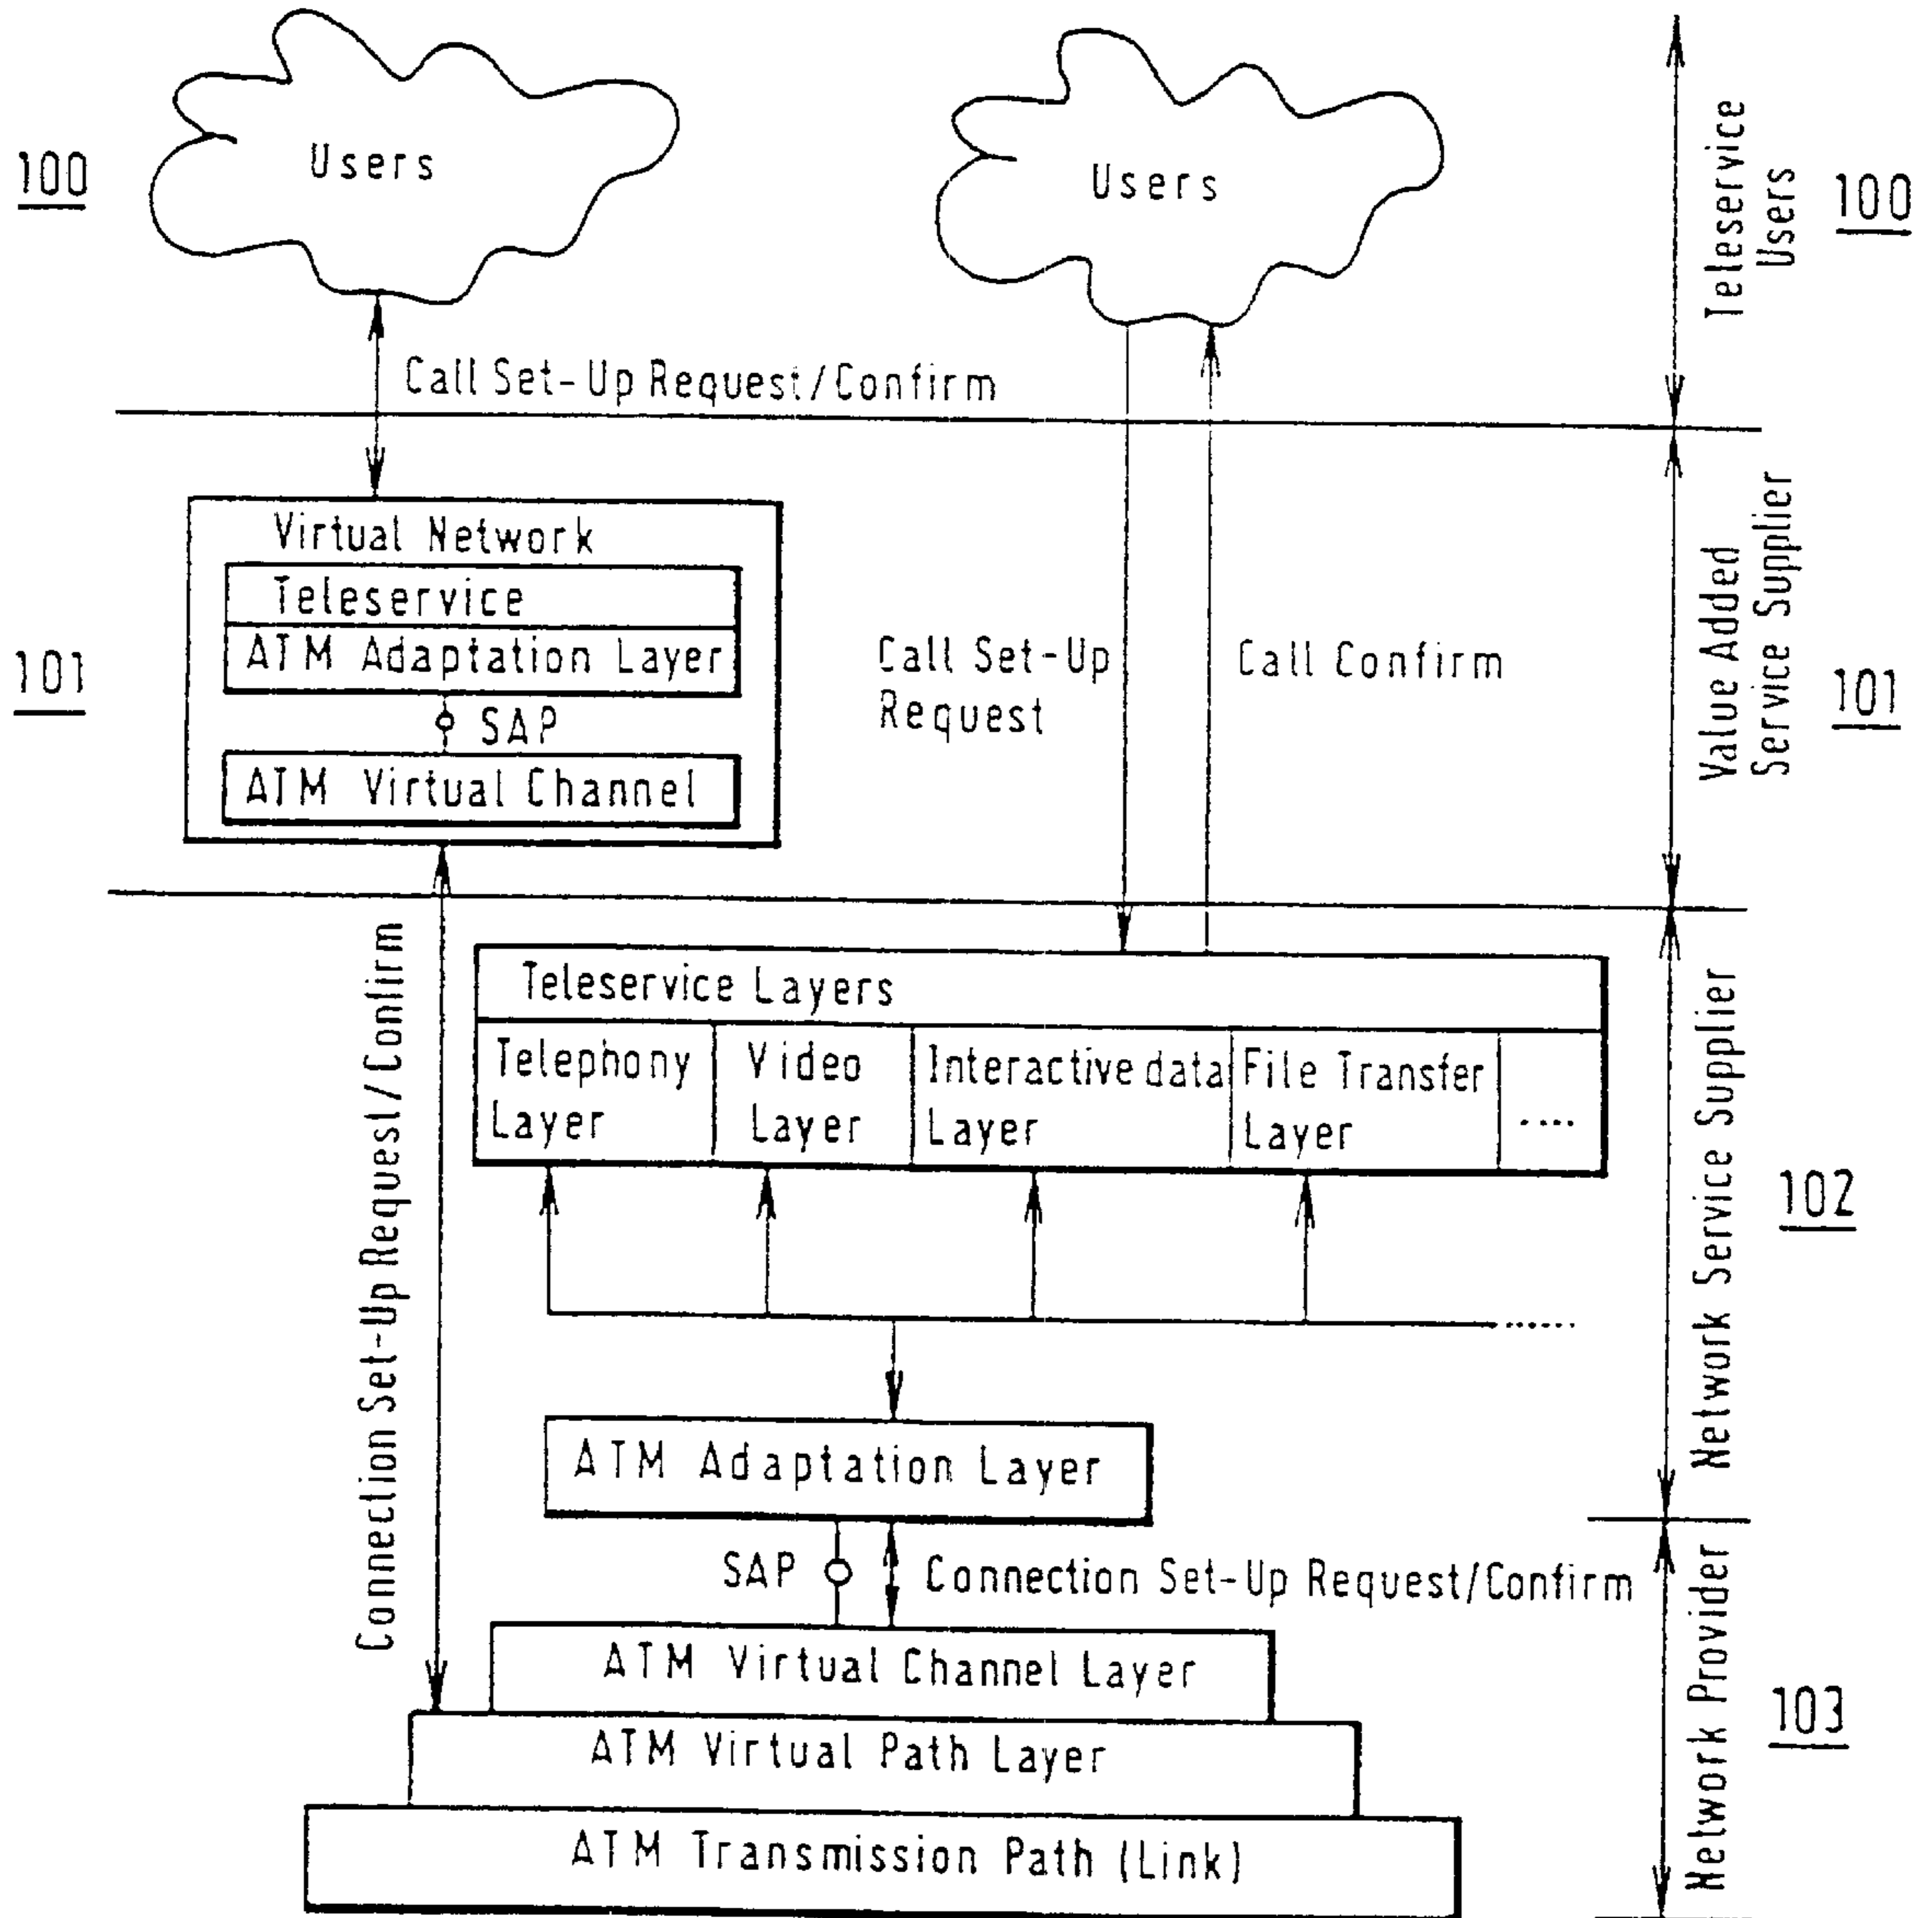 Users
Users
100
Teleservice
Users
100
Call Set-Up Request/Confirm
Virtual Network
Teleservice
ATM Adaptation Layer
SAP
ATM Virtual Channel
101
Call Set-Up
Request
Call Confirm
Value Added
Service Supplier
101
Connection Set-Up Request/Confirm
Teleservice Layers
Telephony
Layer
Video
Layer
Interactive data
Layer
File Transfer
Layer
....
......
Network Service Supplier
102
ATM Adaptation Layer
SAP
Connection Set-Up Request/Confirm
ATM Virtual Channel Layer
ATM Virtual Path Layer
ATM Transmission Path (Link)
Network Provider
103